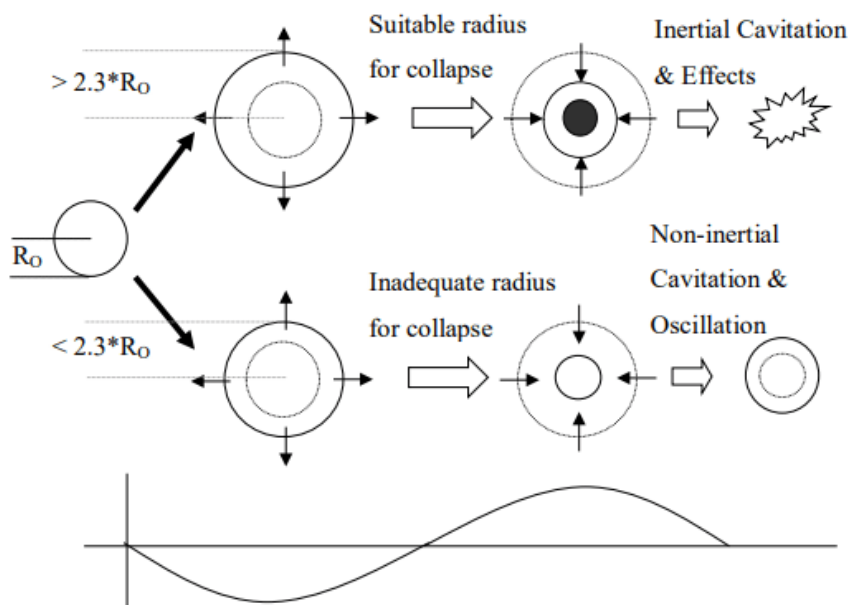 > 2.3*RO
Suitable radius
for collapse
Inertial Cavitation
& Effects
RO
< 2.3*RO
Inadequate radius
for collapse
Non-inertial
Cavitation &
Oscillation